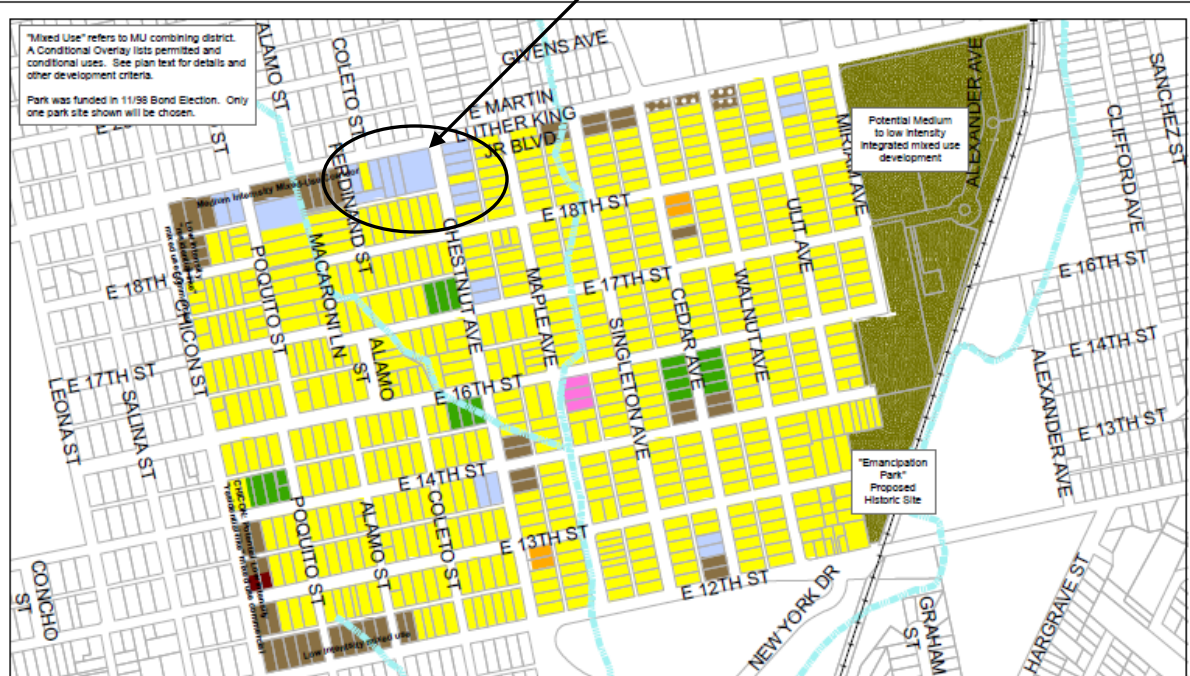 "Mixed Use" refers to MU combining district.
A Conditional Overlay lists permitted and
conditional uses. See plan text for details and
other development criteria.
Park was funded in 11/98 Bond Election. Only
one park site shown will be chosen.
ALAMO ST
COLETO ST
GIVENS AVE
E MARTIN
LUTHER KING
JR BLVD
ALEXANDER AVE
SANCHEZ ST
CLIFFORD AVE
Potential Medium
to low intensity
integrated mixed use
development
MIRIAM AVE
FERDINAND ST
Medium Intensity Mixed-Use
E 18TH ST
E 18TH ST
ULIT AVE
CHESTNUT AVE
POQUITO ST
MACARONI LN
CHICON ST
MAPLE AVE
E 17TH ST
E 16TH ST
SINGLETON AVE
CEDAR AVE
WALNUT AVE
E 14TH ST
ALAMO
ST
E 17TH ST
LEONA ST
SALINA ST
E 16TH ST
ALEXANDER AVE
E 13TH ST
"Emancipation
Park"
Proposed
Historic Site
E 14TH ST
POQUITO ST
ALAMO ST
COLETO ST
E 13TH ST
E 12TH ST
CONCHO
ST
Low intensity mixed use
NEW YORK DR
GRAHAM
ST
HARGRAVE ST